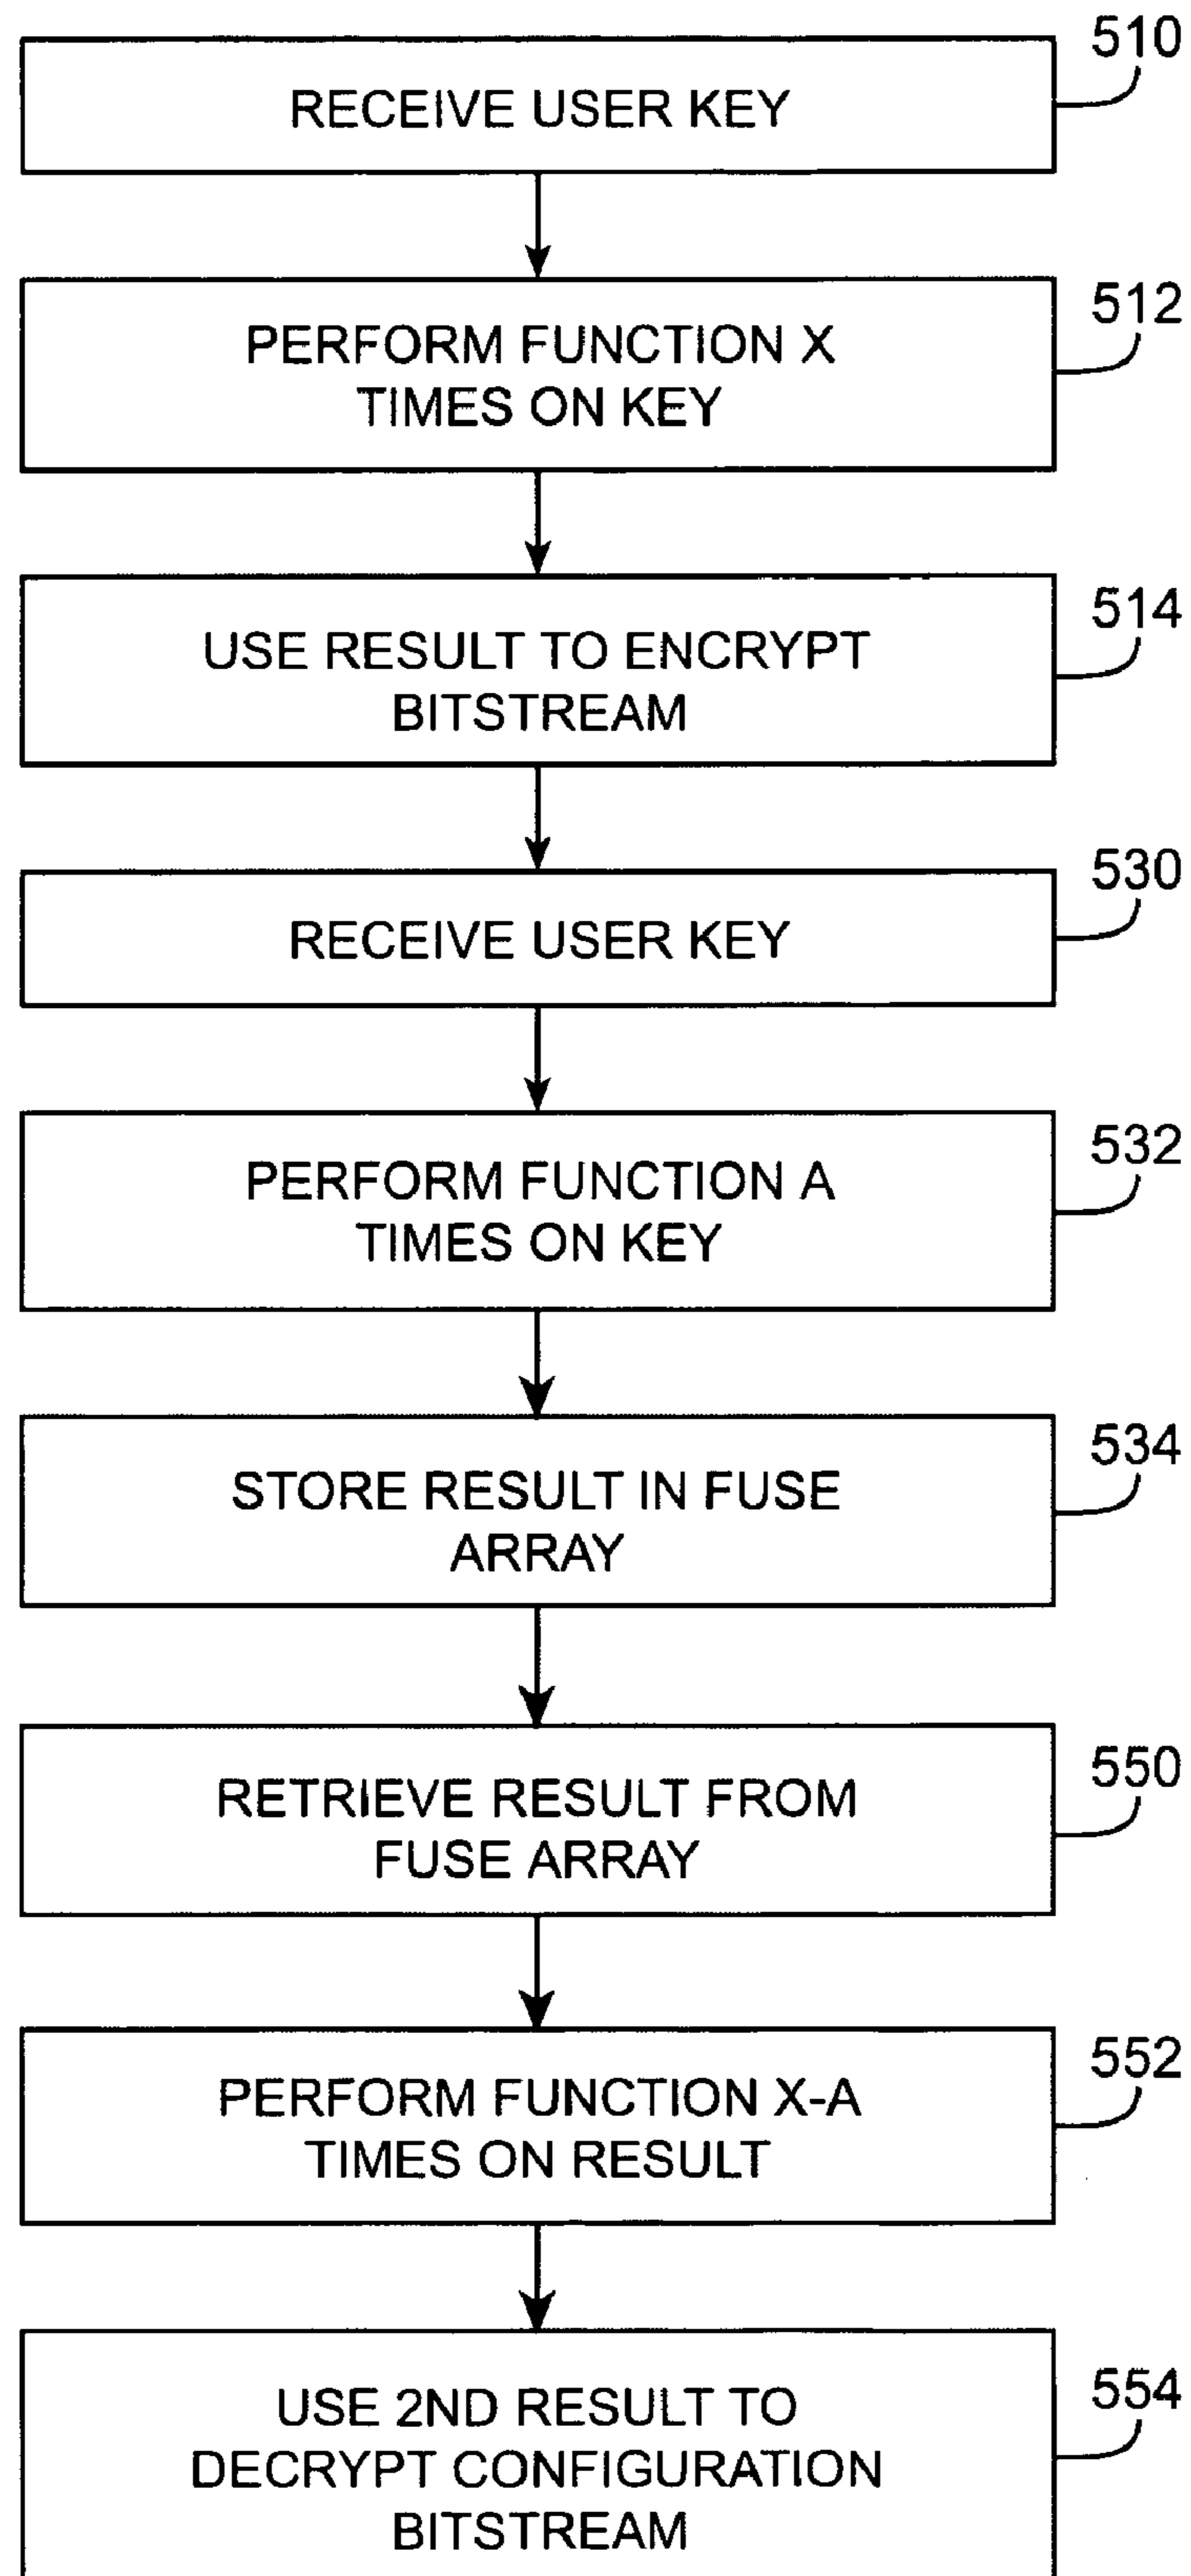 510
RECEIVE USER KEY
512
PERFORM FUNCTION X
TIMES ON KEY
514
USE RESULT TO ENCRYPT
BITSTREAM
530
RECEIVE USER KEY
532
PERFORM FUNCTION A
TIMES ON KEY
534
STORE RESULT IN FUSE
ARRAY
550
RETRIEVE RESULT FROM
FUSE ARRAY
552
PERFORM FUNCTION X-A
TIMES ON RESULT
554
USE 2ND RESULT TO
DECRYPT CONFIGURATION
BITSTREAM